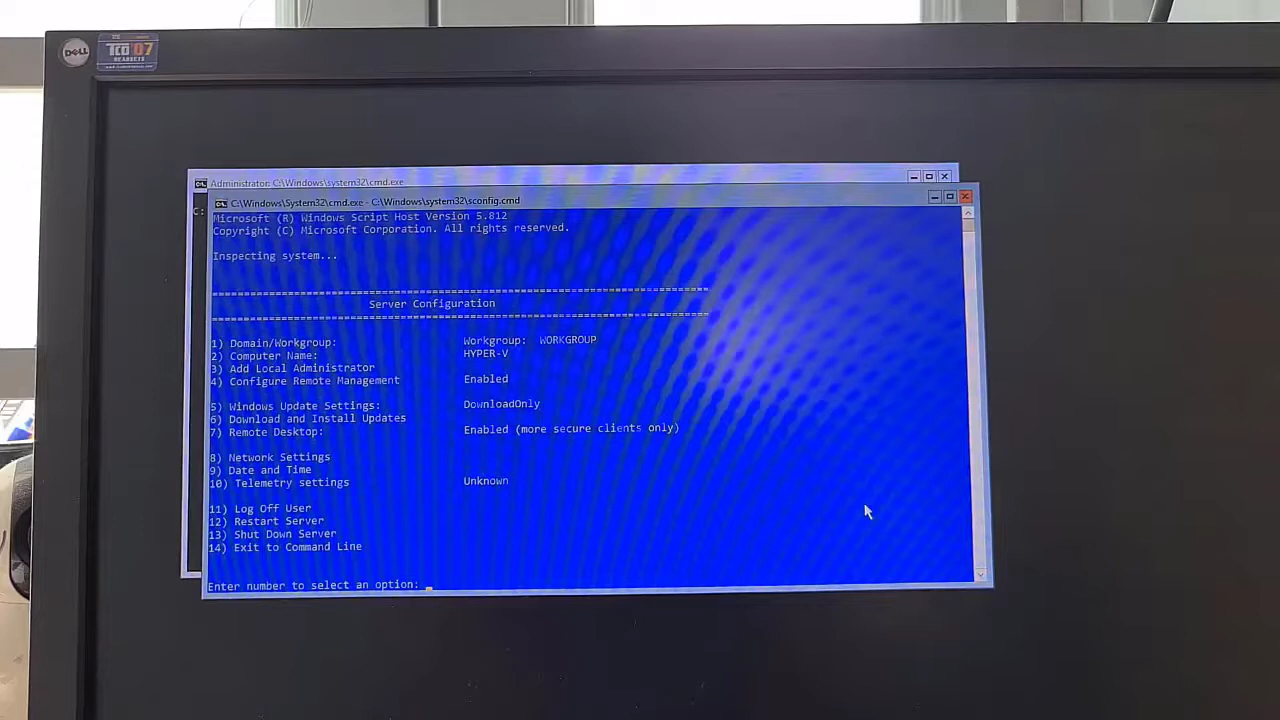 DELL
TCO'07
Administrator: C:\Windows\system32\cmd.exe
C:\Windows\System32\cmd.exe - C:\Windows\system32\sconfig.cmd
C:
Microsoft (R) Windows Script Host Version 5.812
Copyright (C) Microsoft Corporation. All rights reserved.
Inspecting system...
===============================================================================
Server Configuration
===============================================================================
1) Domain/Workgroup: Workgroup: WORKGROUP
2) Computer Name: HYPER-V
3) Add Local Administrator
4) Configure Remote Management Enabled
5) Windows Update Settings: DownloadOnly
6) Download and Install Updates
7) Remote Desktop: Enabled (more secure clients only)
8) Network Settings
9) Date and Time
10) Telemetry settings Unknown
11) Log Off User
12) Restart Server
13) Shut Down Server
14) Exit to Command Line
Enter number to select an option: